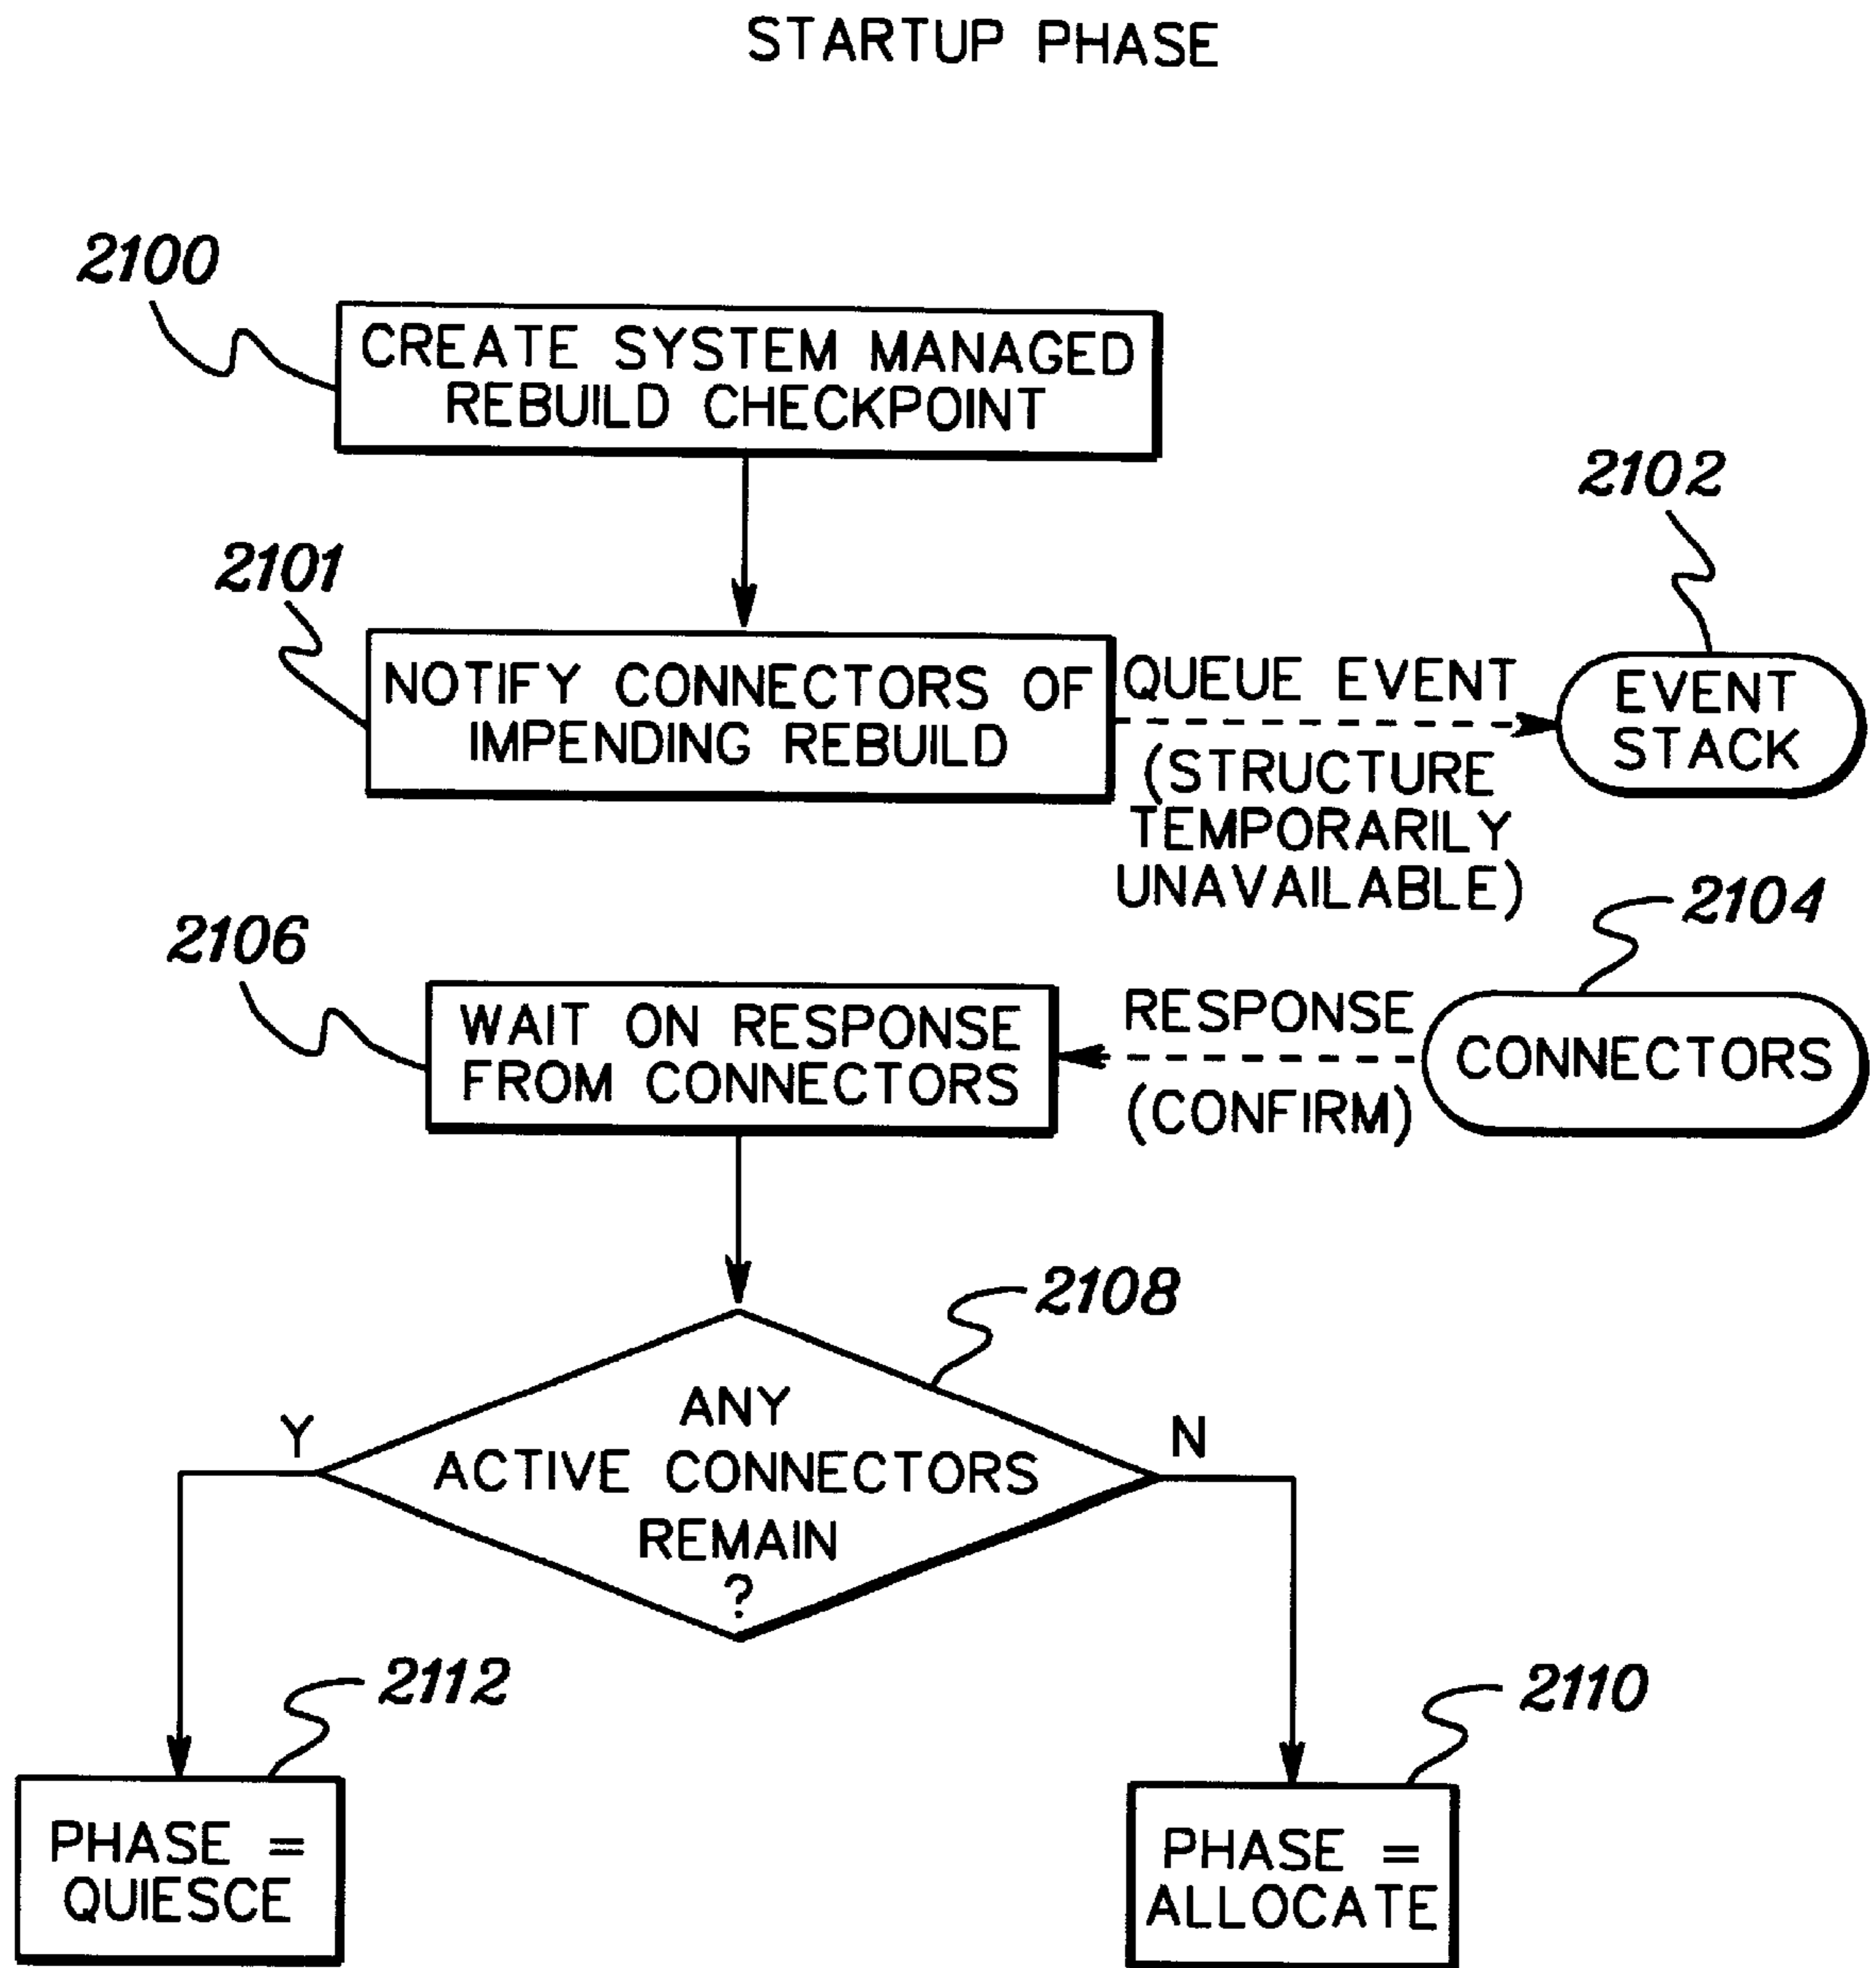 STARTUP PHASE
2100
CREATE SYSTEM MANAGED
REBUILD CHECKPOINT
2102
2101
NOTIFY CONNECTORS OF
IMPENDING REBUILD
QUEUE EVENT
(STRUCTURE
TEMPORARILY
UNAVAILABLE)
EVENT
STACK
2104
2106
WAIT ON RESPONSE
FROM CONNECTORS
RESPONSE
(CONFIRM)
CONNECTORS
2108
ANY
ACTIVE CONNECTORS
REMAIN
?
Y
N
2112
2110
PHASE =
QUIESCE
PHASE =
ALLOCATE